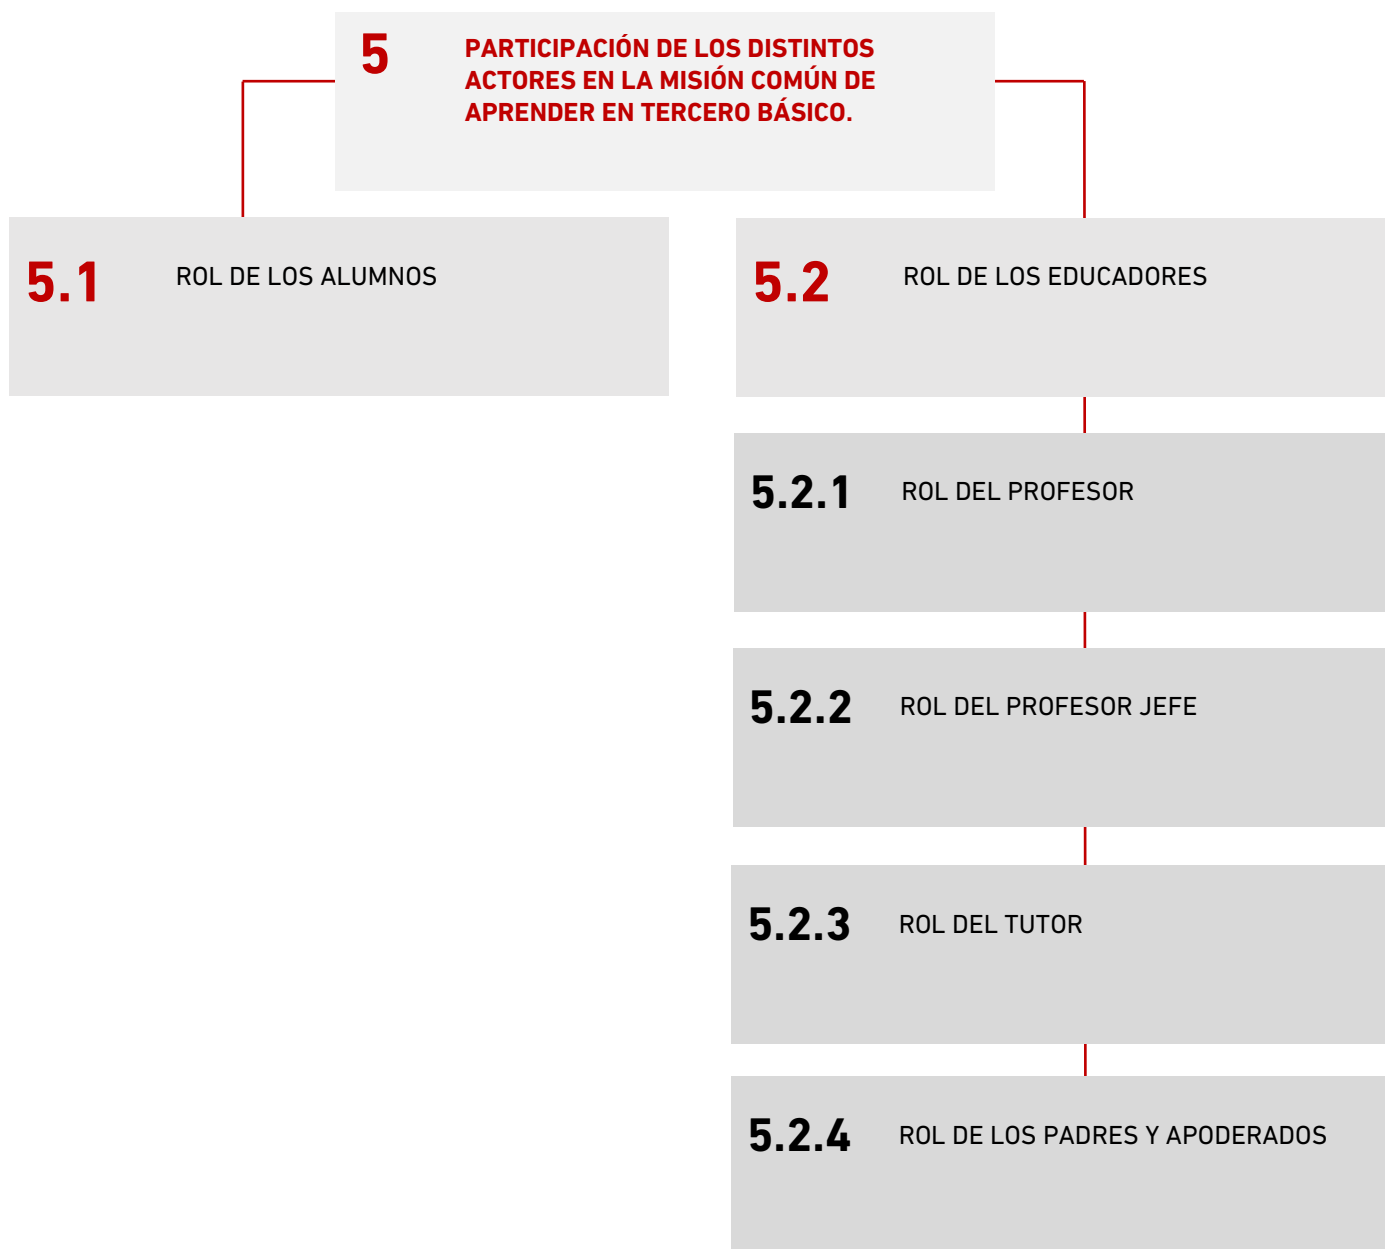 5
PARTICIPACIÓN DE LOS DISTINTOS
ACTORES EN LA MISIÓN COMÚN DE
APRENDER EN TERCERO BÁSICO.
5.1 ROL DE LOS ALUMNOS
5.2 ROL DE LOS EDUCADORES
5.2.1 ROL DEL PROFESOR
5.2.2 ROL DEL PROFESOR JEFE
5.2.3 ROL DEL TUTOR
5.2.4 ROL DE LOS PADRES Y APODERADOS